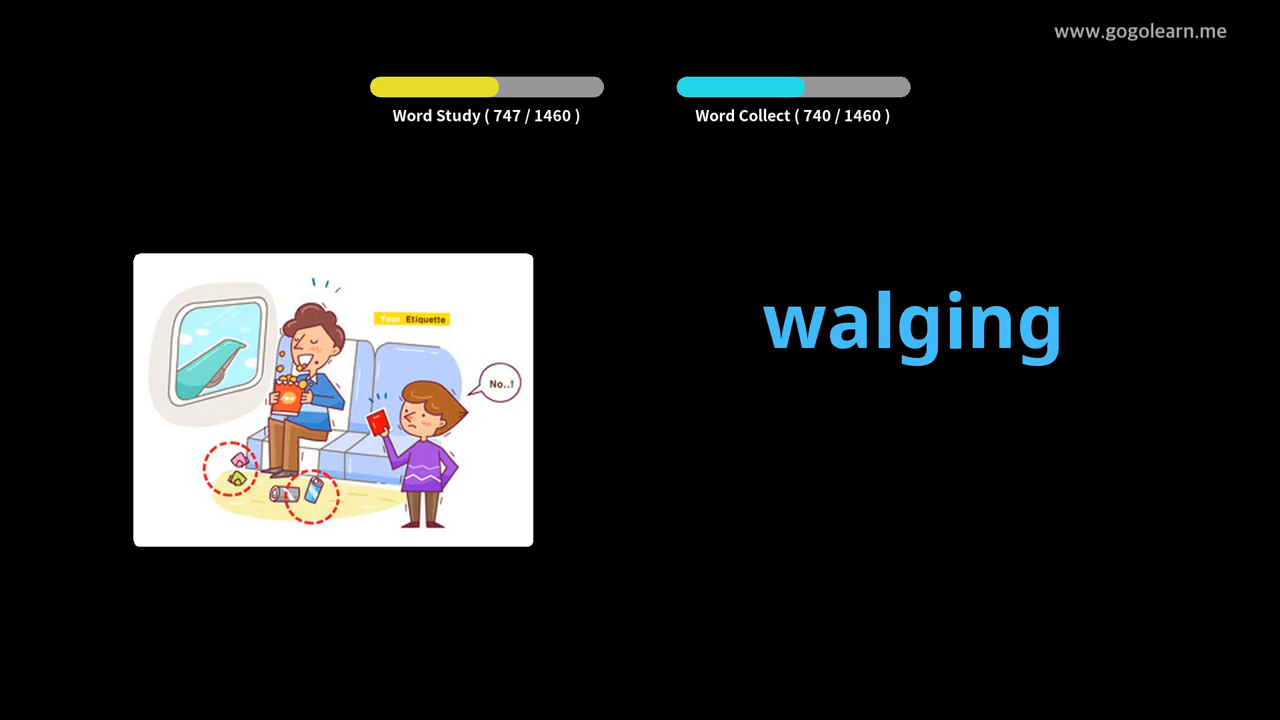 www.gogolearn.me
Word Study ( 747 / 1460 )
Word Collect ( 740 / 1460 )
Your Etiquette
No..!
walging